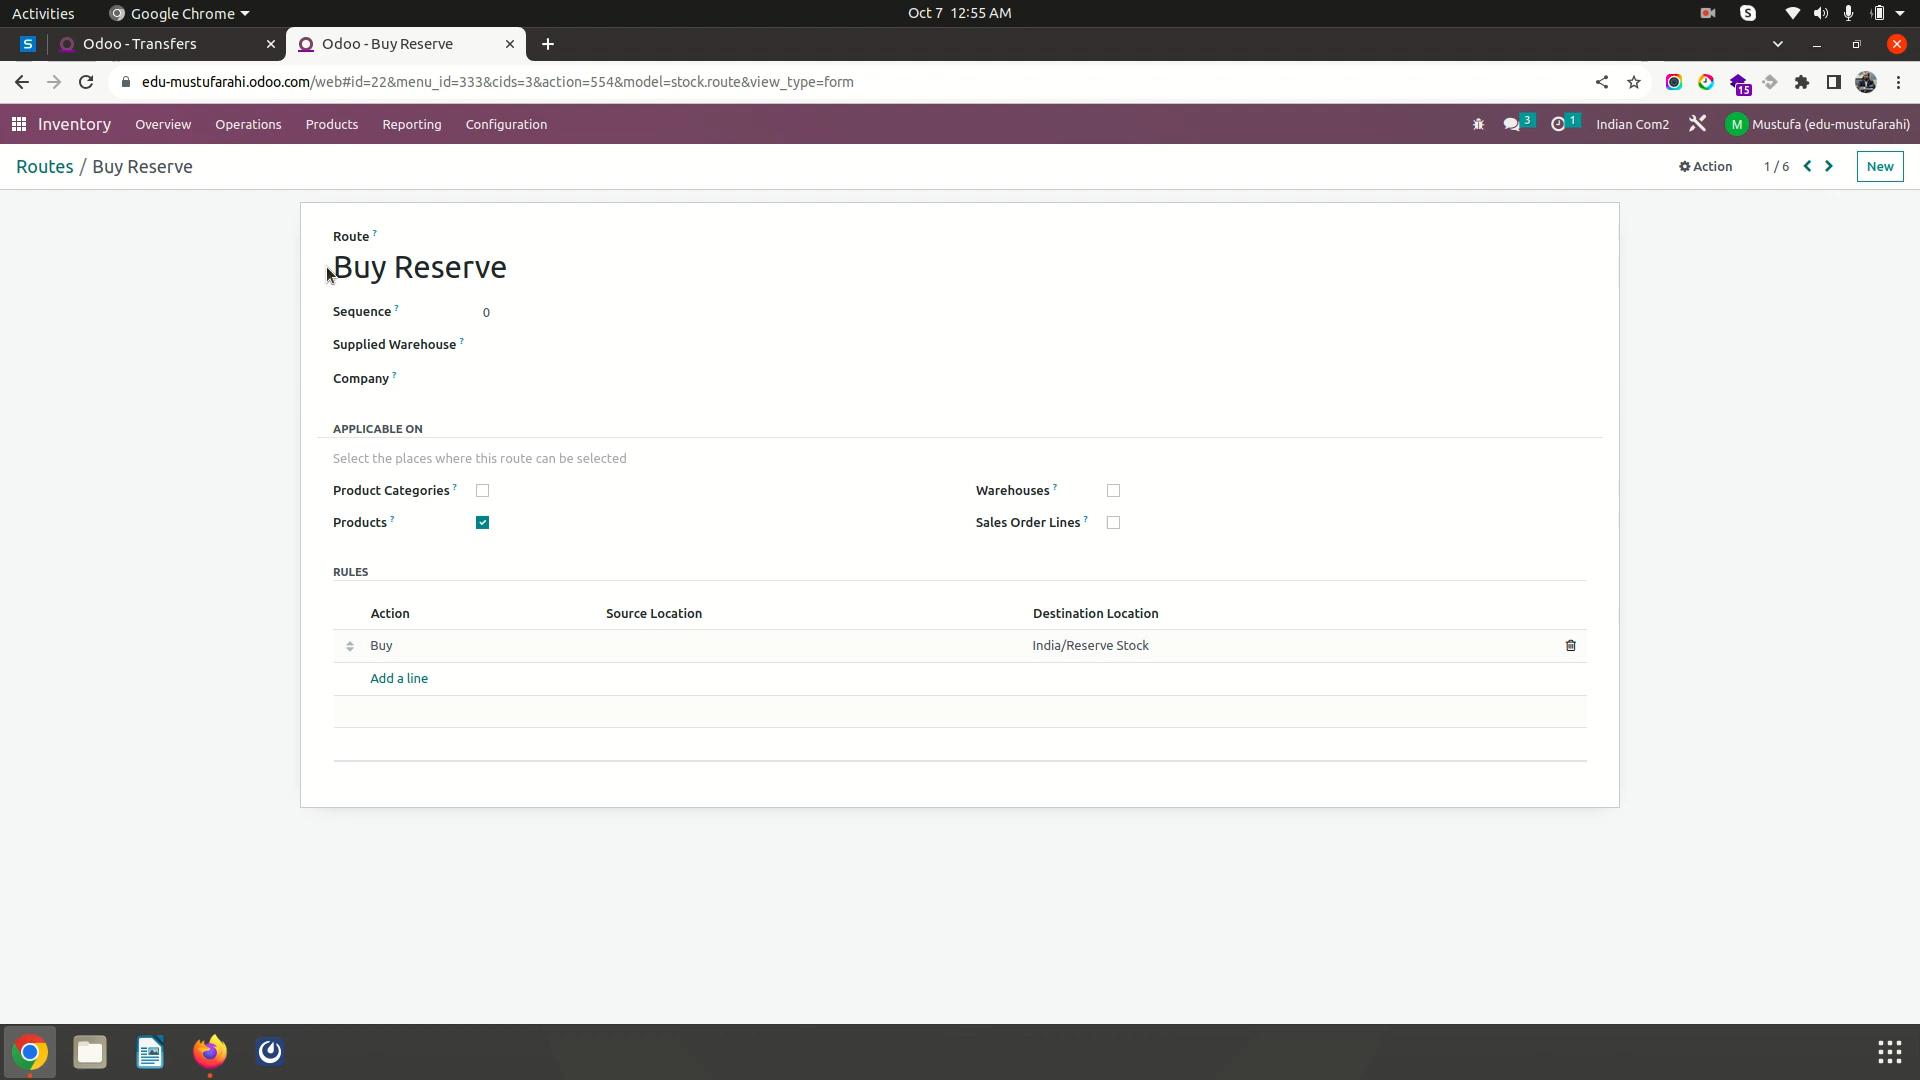 Activities Google Chrome Oct 7 12:55 AM
S Odoo - Transfers Odoo - Buy Reserve
edu-mustufarahi.odoo.com/web#id=22&menu_id=333&cids=3&action=554&model=stock.route&view_type=form 15
Inventory Overview Operations Products Reporting Configuration 3 1 Indian Com2 M Mustufa (edu-mustufarahi)
Routes / Buy Reserve Action 1 / 6 New
Route ?
Buy Reserve
Sequence ? 0
Supplied Warehouse ?
Company ?
APPLICABLE ON
Select the places where this route can be selected
Product Categories ? Warehouses ?
Products ? Sales Order Lines ?
RULES
Action Source Location Destination Location
Buy India/Reserve Stock
Add a line